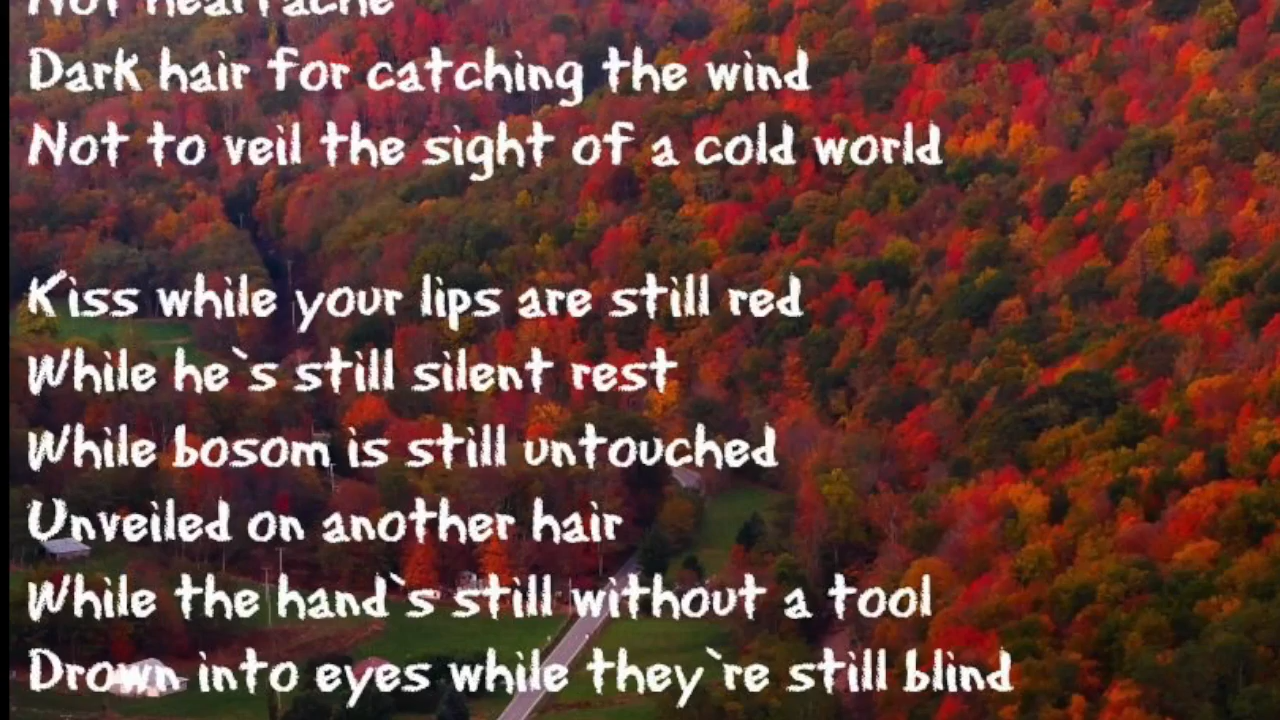 Not heartache
Dark hair for catching the wind
Not to veil the sight of a cold world
Kiss while your lips are still red
While he`s still silent rest
While bosom is still untouched
Unveiled on another hair
While the hand`s still without a tool
Drown into eyes while they`re still blind